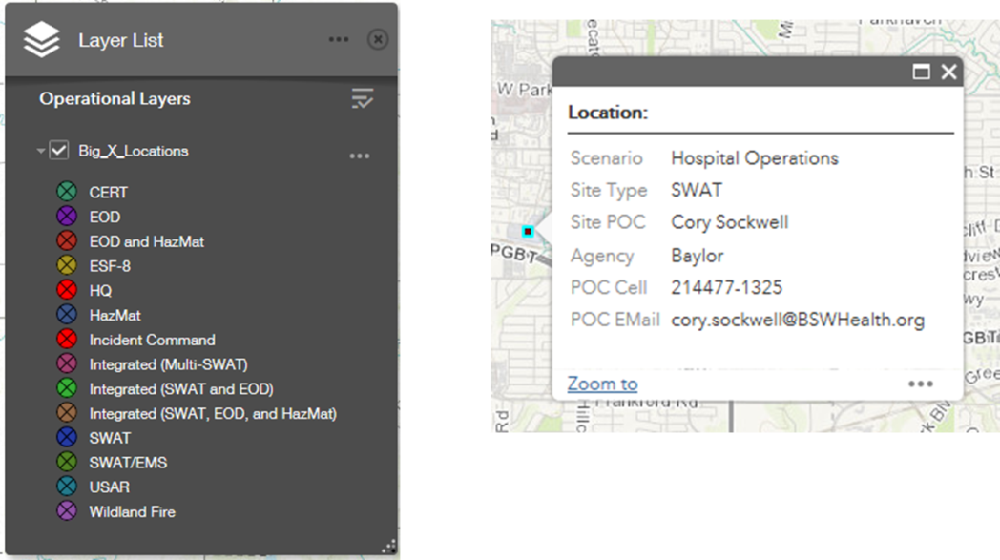 Layer List
Operational Layers
Big_X_Locations
CERT
EOD
EOD and HazMat
ESF-8
HQ
HazMat
Incident Command
Integrated (Multi-SWAT)
Integrated (SWAT and EOD)
Integrated (SWAT, EOD, and HazMat)
SWAT
SWAT/EMS
USAR
Wildland Fire
W Park
PGBT
Rd
Location:
Scenario Hospital Operations
Site Type SWAT
Site POC Cory Sockwell
Agency Baylor
POC Cell 214477-1325
POC EMail cory.sockwell@BSWHealth.org
Zoom to
h St